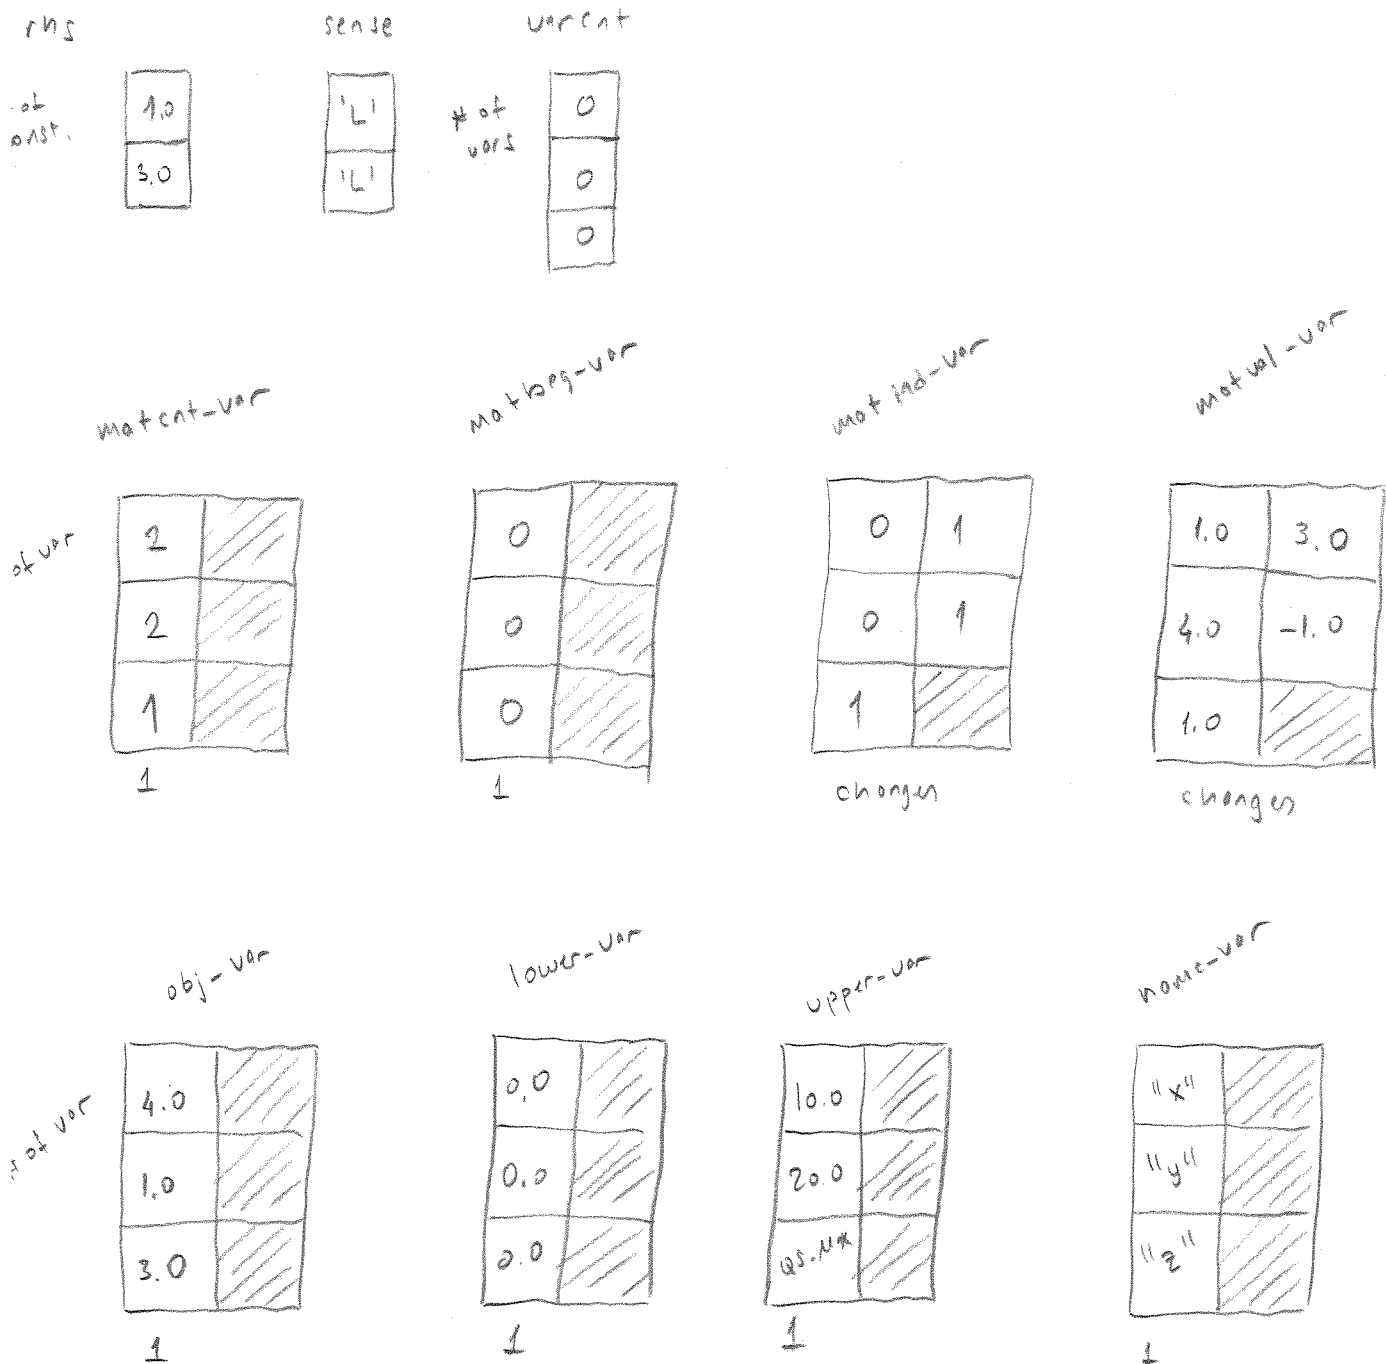 rhs sense varcnt
of
onst.
# of
vars
1.0 'L' 0
3.0 'L' 0
0
matcnt-var matbeg-var matind-var matval-var
of var
2 0 0 1 1.0 3.0
2 0 0 1 4.0 -1.0
1 0 1 1.0
1 1 changes changes
obj-var lower-var upper-var name-var
of var
4.0 0.0 10.0 "x"
1.0 0.0 20.0 "y"
3.0 0.0 "z"
1 1 1 1